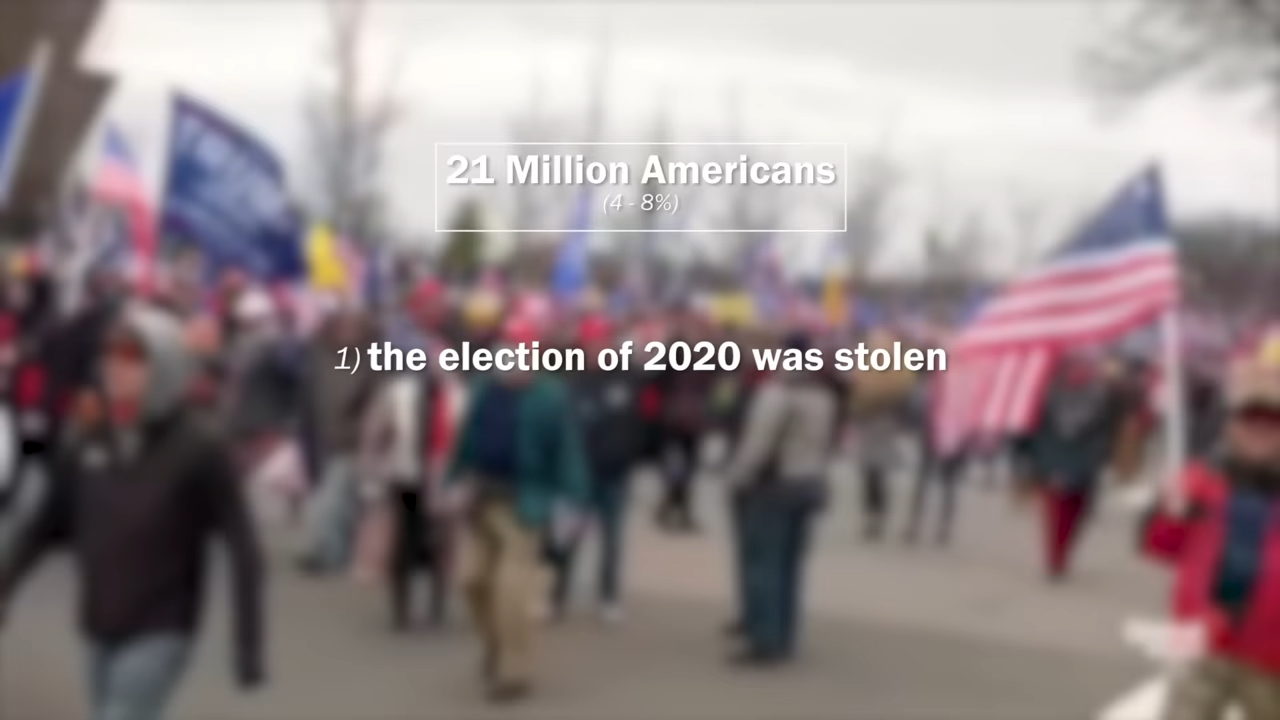 21 Million Americans
(4 - 8%)
1) the election of 2020 was stolen